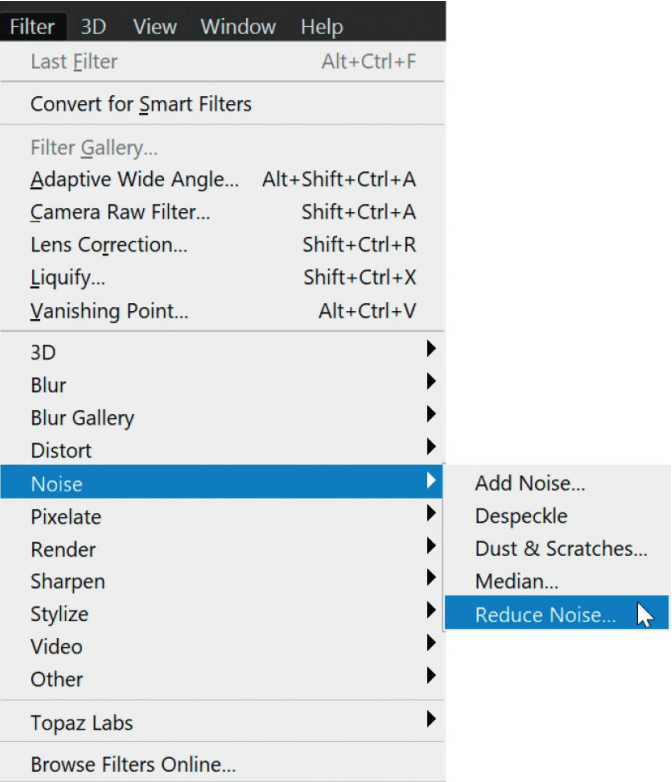 Filter 3D View Window Help
Last Filter Alt+Ctrl+F
Convert for Smart Filters
Filter Gallery...
Adaptive Wide Angle... Alt+Shift+Ctrl+A
Camera Raw Filter... Shift+Ctrl+A
Lens Correction... Shift+Ctrl+R
Liquify... Shift+Ctrl+X
Vanishing Point... Alt+Ctrl+V
3D
Blur
Blur Gallery
Distort
Noise
Pixelate
Render
Sharpen
Stylize
Video
Other
Topaz Labs
Browse Filters Online...
Add Noise...
Despeckle
Dust & Scratches...
Median...
Reduce Noise...